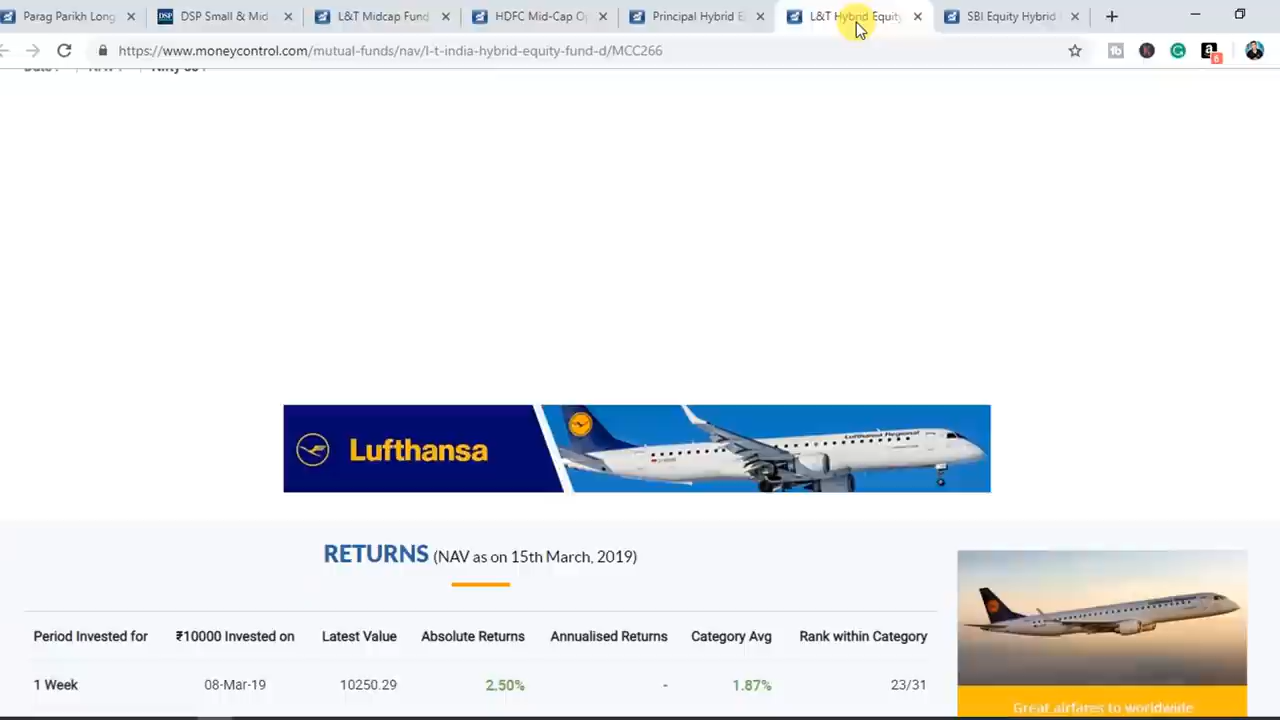 Parag Parikh Long
DSP Small & Mid
L&T Midcap Fund
HDFC Mid-Cap Op
Principal Hybrid E
L&T Hybrid Equity
SBI Equity Hybrid
https://www.moneycontrol.com/mutual-funds/nav/l-t-india-hybrid-equity-fund-d/MCC266
Lufthansa
Lufthansa Regional
RETURNS (NAV as on 15th March, 2019)
Period Invested for ₹10000 Invested on Latest Value Absolute Returns Annualised Returns Category Avg Rank within Category
1 Week 08-Mar-19 10250.29 2.50% - 1.87% 23/31
Great airfares to worldwide